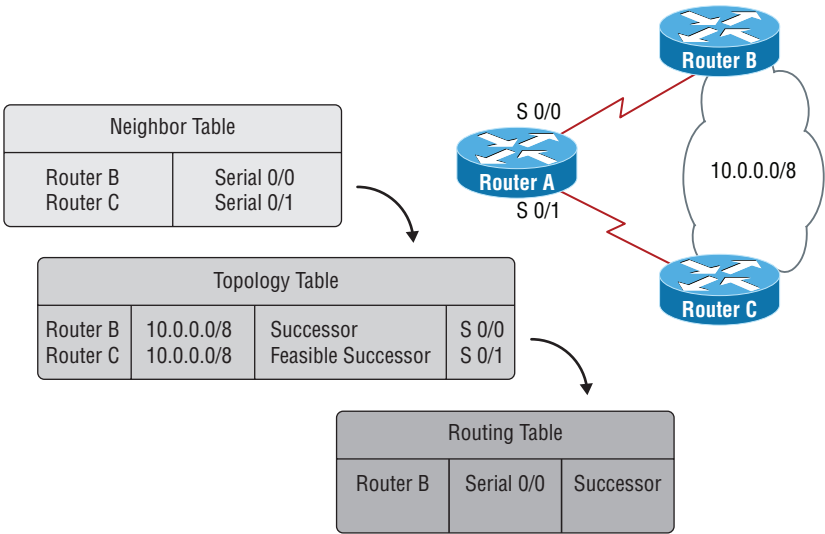 Router B
S 0/0
Router A
S 0/1
10.0.0.0/8
Router C
Neighbor Table
Router B Serial 0/0
Router C Serial 0/1
Topology Table
Router B 10.0.0.0/8 Successor S 0/0
Router C 10.0.0.0/8 Feasible Successor S 0/1
Routing Table
Router B Serial 0/0 Successor